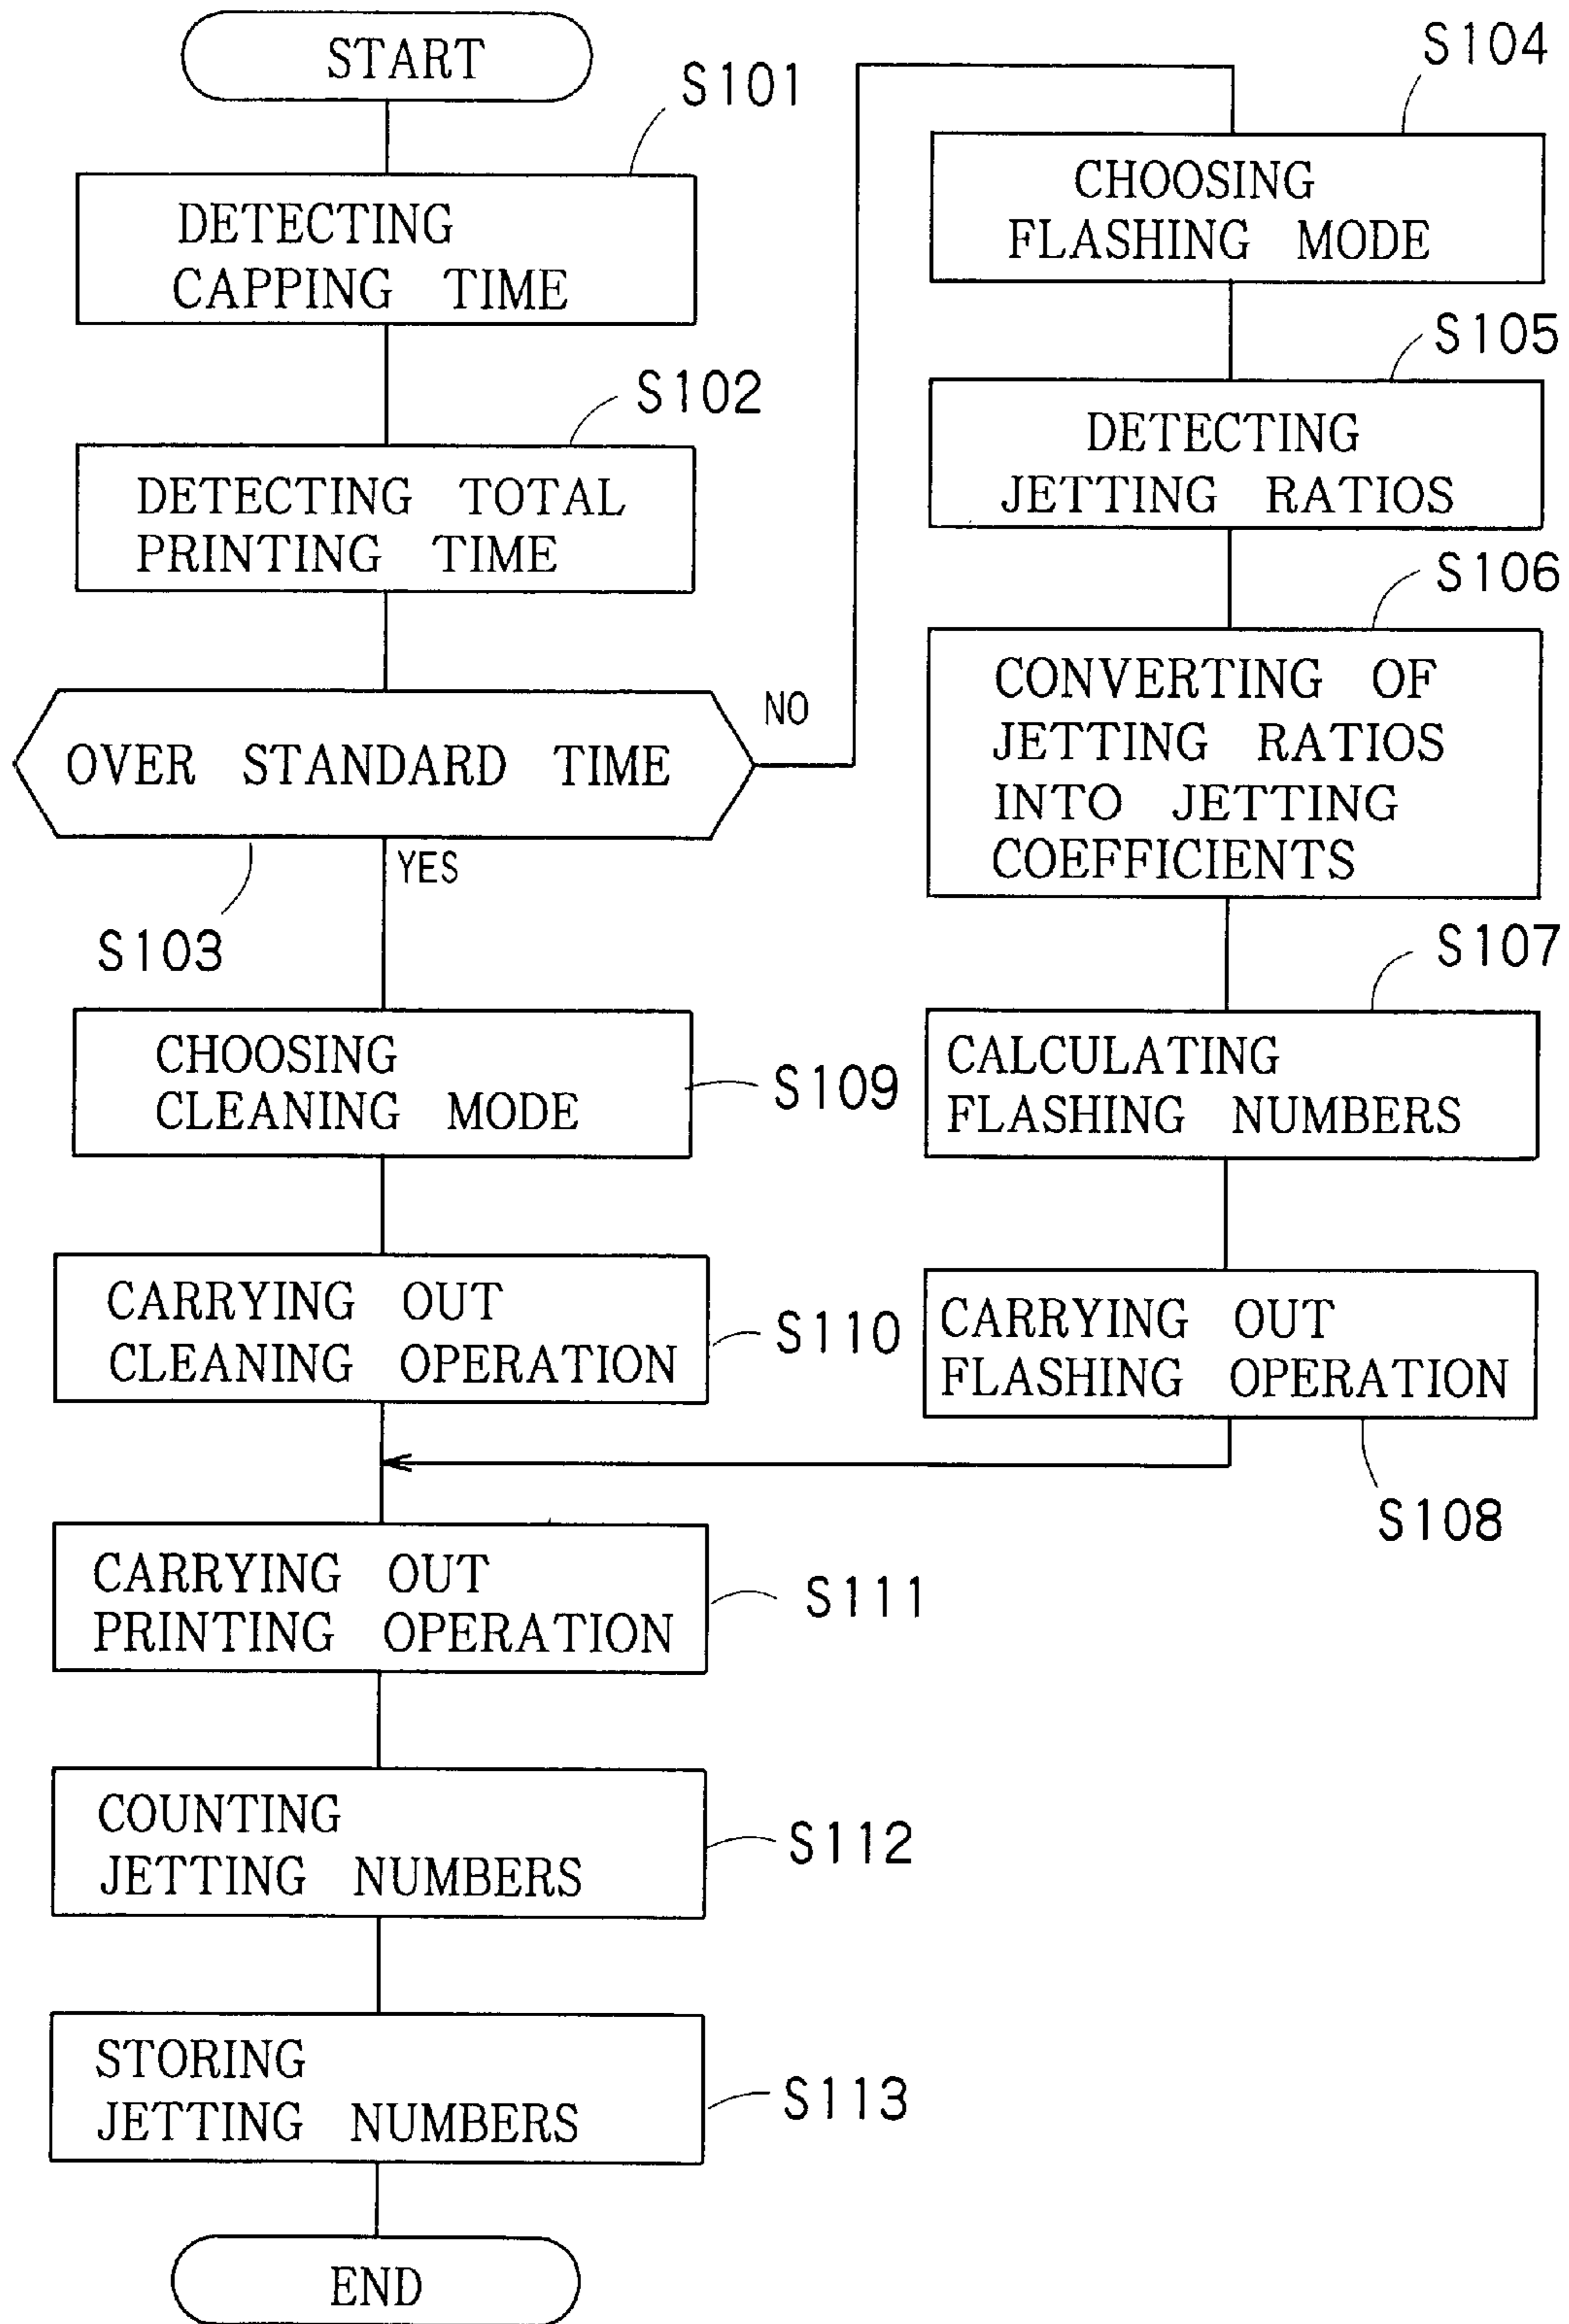 START
S101
DETECTING
CAPPING TIME
S102
DETECTING TOTAL
PRINTING TIME
OVER STANDARD TIME
NO
YES
S103
S104
CHOOSING
FLASHING MODE
S105
DETECTING
JETTING RATIOS
S106
CONVERTING OF
JETTING RATIOS
INTO JETTING
COEFFICIENTS
S107
CALCULATING
FLASHING NUMBERS
CARRYING OUT
FLASHING OPERATION
S108
CHOOSING
CLEANING MODE
S109
CARRYING OUT
CLEANING OPERATION
S110
CARRYING OUT
PRINTING OPERATION
S111
COUNTING
JETTING NUMBERS
S112
STORING
JETTING NUMBERS
S113
END